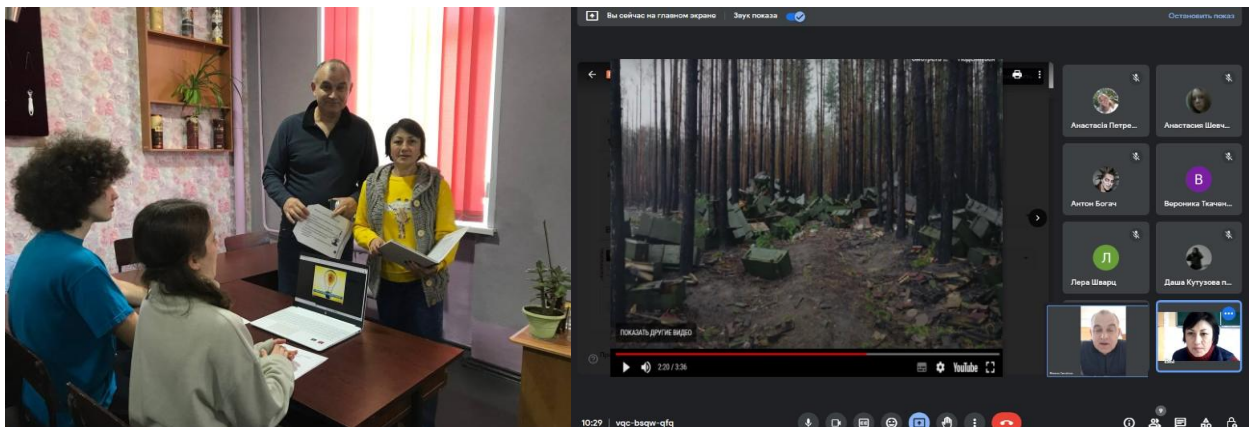 Вы сейчас на главном экране
Звук показа
Остановить показ
Анастасія Петре...
Анастасия Шевч...
Антон Богач
В
Вероника Ткачен...
Л
Лера Шварц
Даша Кутузова п...
ПОКАЗАТЬ ДРУГИЕ ВИДЕО
2:20 / 3:36
YouTube
10:29
vqc-bsqw-qfq
9